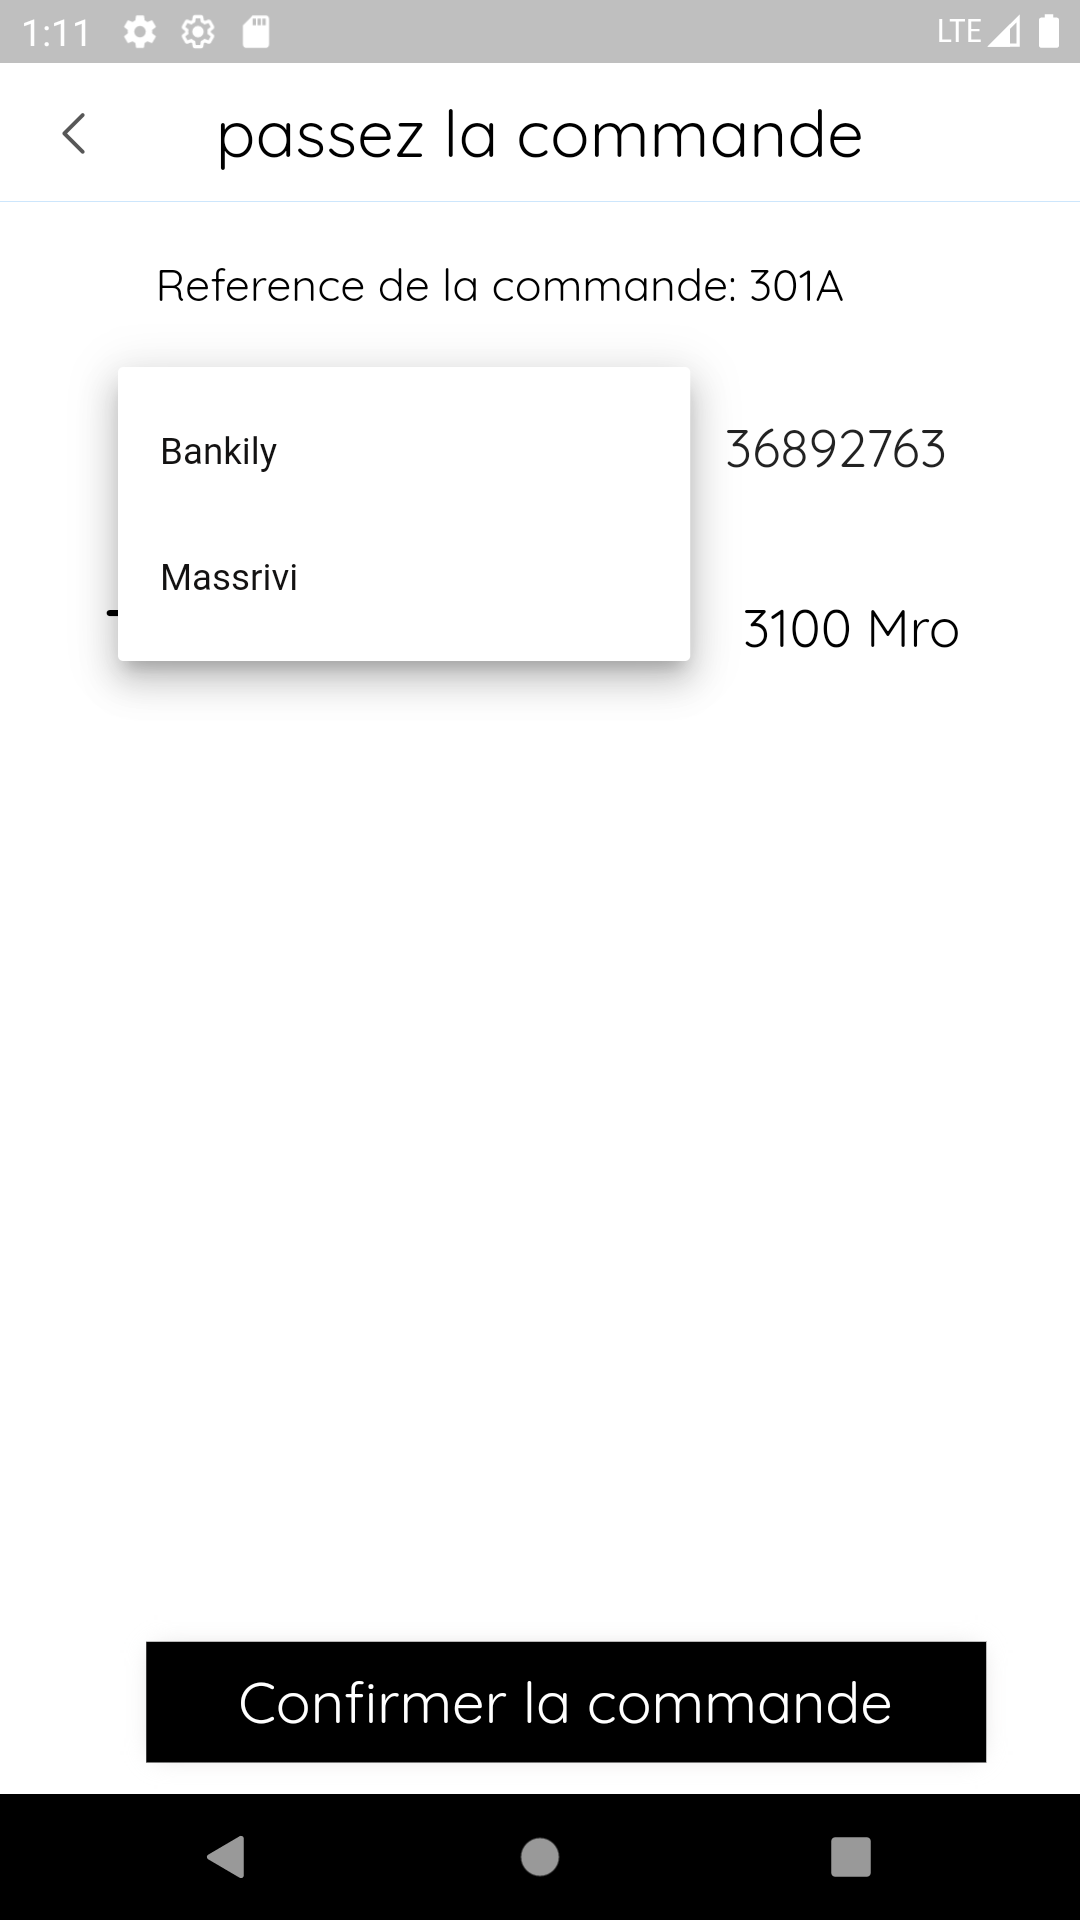 1:11 LTE
passez la commande
Reference de la commande: 301A
Bankily 36892763
Massrivi
3100 Mro
Confirmer la commande